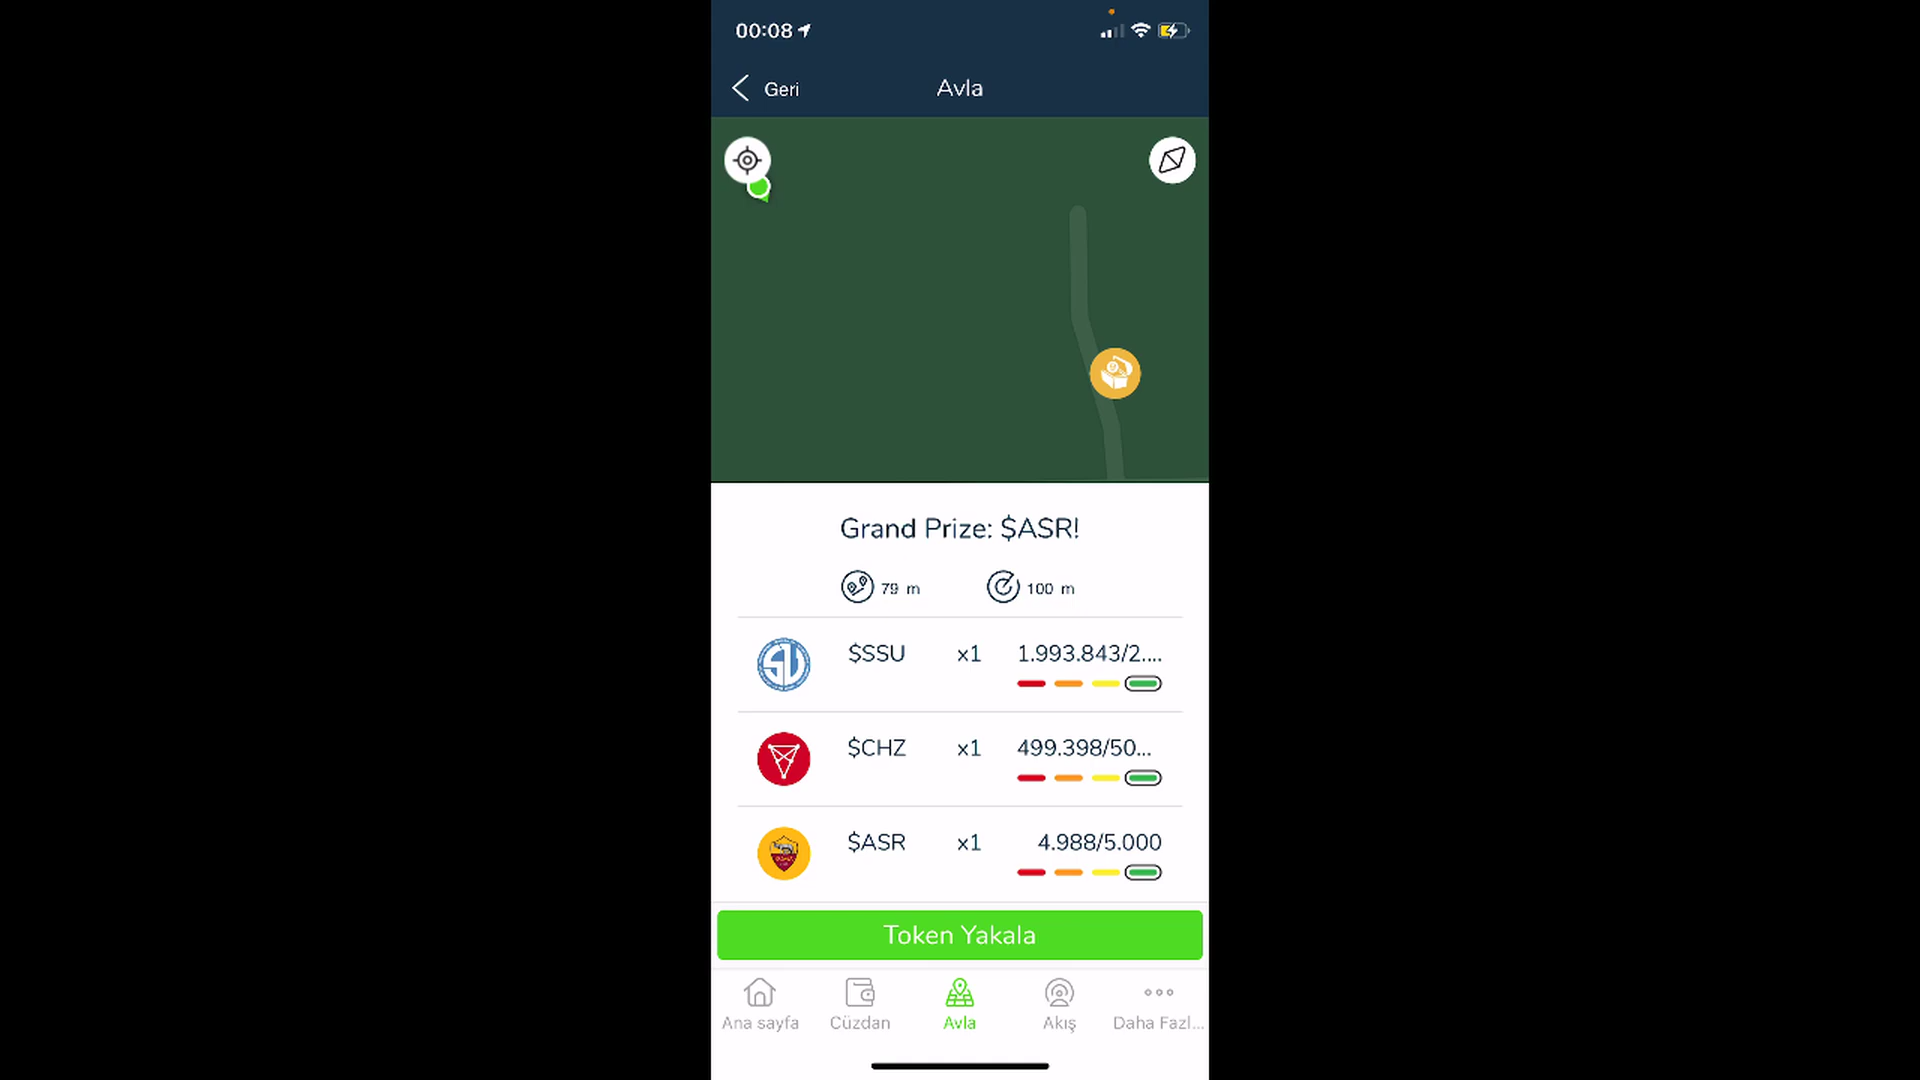 00:08
Geri
Avla
Grand Prize: $ASR!
79 m
100 m
$SSU x1 1.993.843/2....
$CHZ x1 499.398/50...
$ASR x1 4.988/5.000
Token Yakala
Ana sayfa
Cüzdan
Avla
Akış
Daha Fazl...